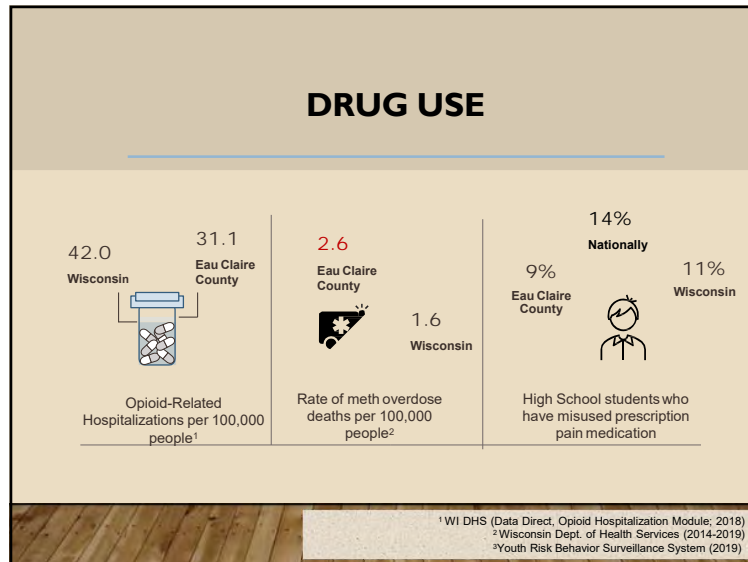 DRUG USE
42.0
Wisconsin
31.1
Eau Claire
County
Opioid-Related
Hospitalizations per 100,000
people¹
2.6
Eau Claire
County
1.6
Wisconsin
Rate of meth overdose
deaths per 100,000
people²
14%
Nationally
9%
Eau Claire
County
11%
Wisconsin
High School students who
have misused prescription
pain medication
¹ WI DHS (Data Direct, Opioid Hospitalization Module; 2018)
² Wisconsin Dept. of Health Services (2014-2019)
³Youth Risk Behavior Surveillance System (2019)